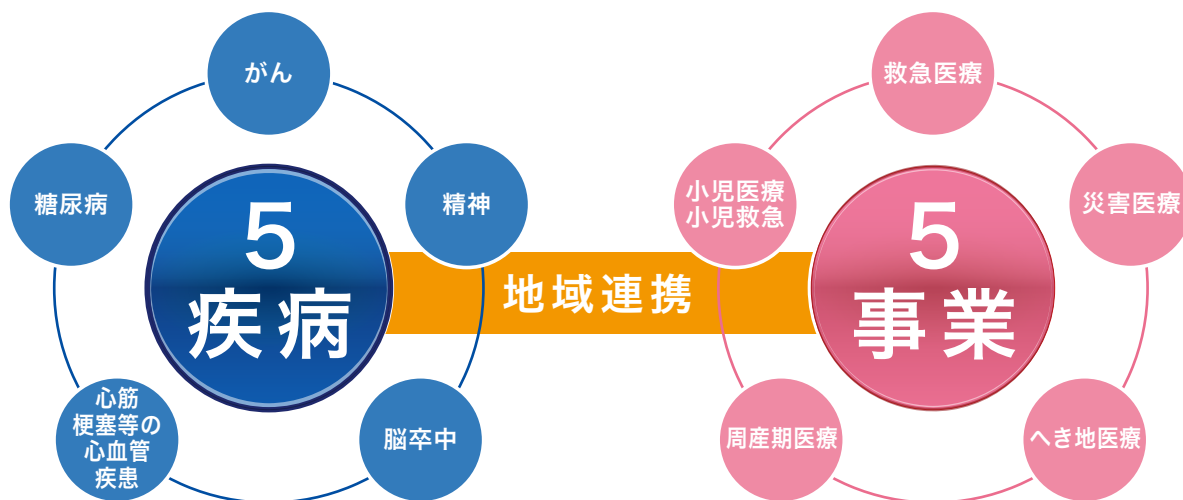 がん
糖尿病
精神
5
疾病
心筋
梗塞等の
心血管
疾患
脳卒中
地域連携
救急医療
小児医療
小児救急
災害医療
5
事業
周産期医療
へき地医療